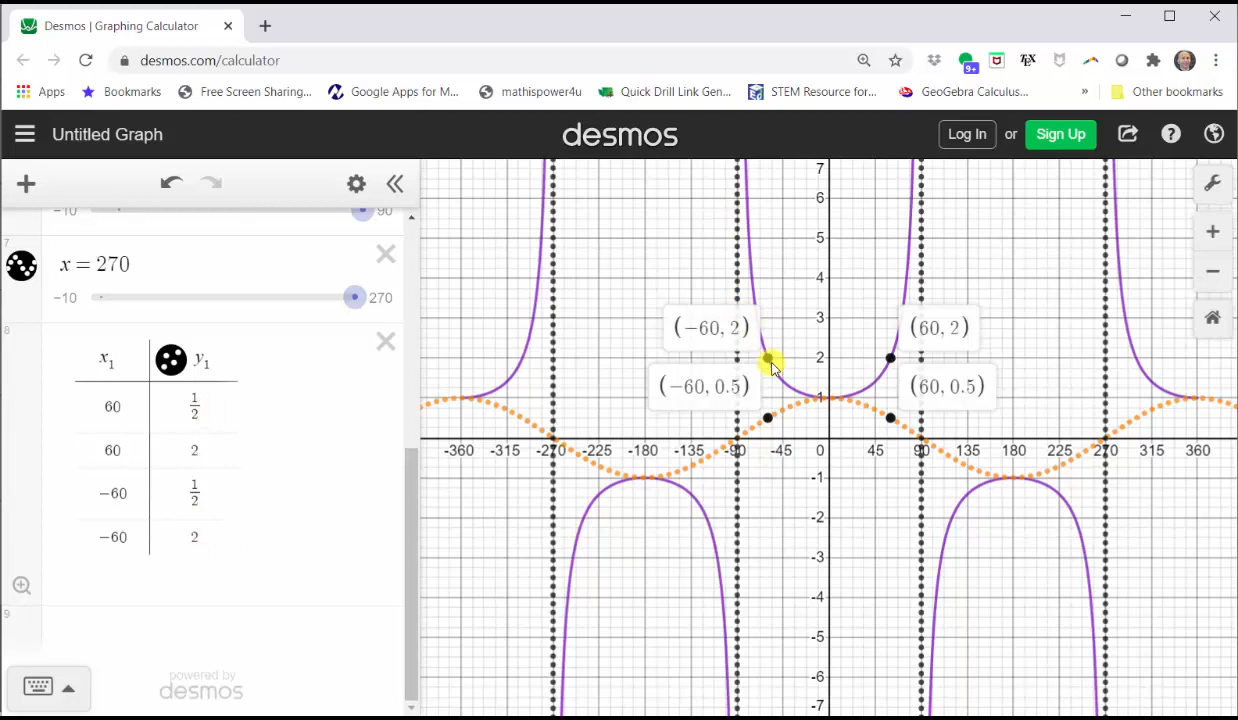 Desmos | Graphing Calculator
desmos.com/calculator
9+
TEX
Apps Bookmarks Free Screen Sharing... Google Apps for M... mathispower4u Quick Drill Link Gen... STEM Resource for... GeoGebra Calculus... » Other bookmarks
Untitled Graph desmos Log In or Sign Up
-10 90
7
x = 270
-10 270
8
x₁ y₁
60 1/2
60 2
−60 1/2
−60 2
9
powered by
desmos
7
6
5
4
3
(−60, 2) (60, 2)
2
(−60, 0.5) (60, 0.5)
1
-360 -315 -270 -225 -180 -135 -90 -45 0 45 90 135 180 225 270 315 360
-1
-2
-3
-4
-5
-6
-7